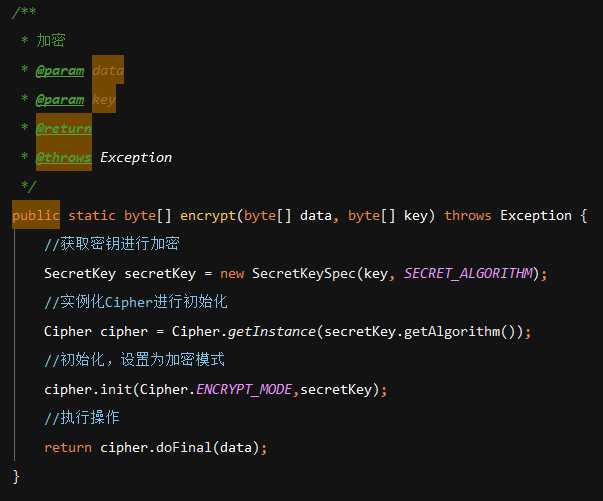 /**
 * 加密
 * @param data
 * @param key
 * @return
 * @throws Exception
 */
public static byte[] encrypt(byte[] data, byte[] key) throws Exception {
    //获取密钥进行加密
    SecretKey secretKey = new SecretKeySpec(key, SECRET_ALGORITHM);
    //实例化Cipher进行初始化
    Cipher cipher = Cipher.getInstance(secretKey.getAlgorithm());
    //初始化，设置为加密模式
    cipher.init(Cipher.ENCRYPT_MODE,secretKey);
    //执行操作
    return cipher.doFinal(data);
}